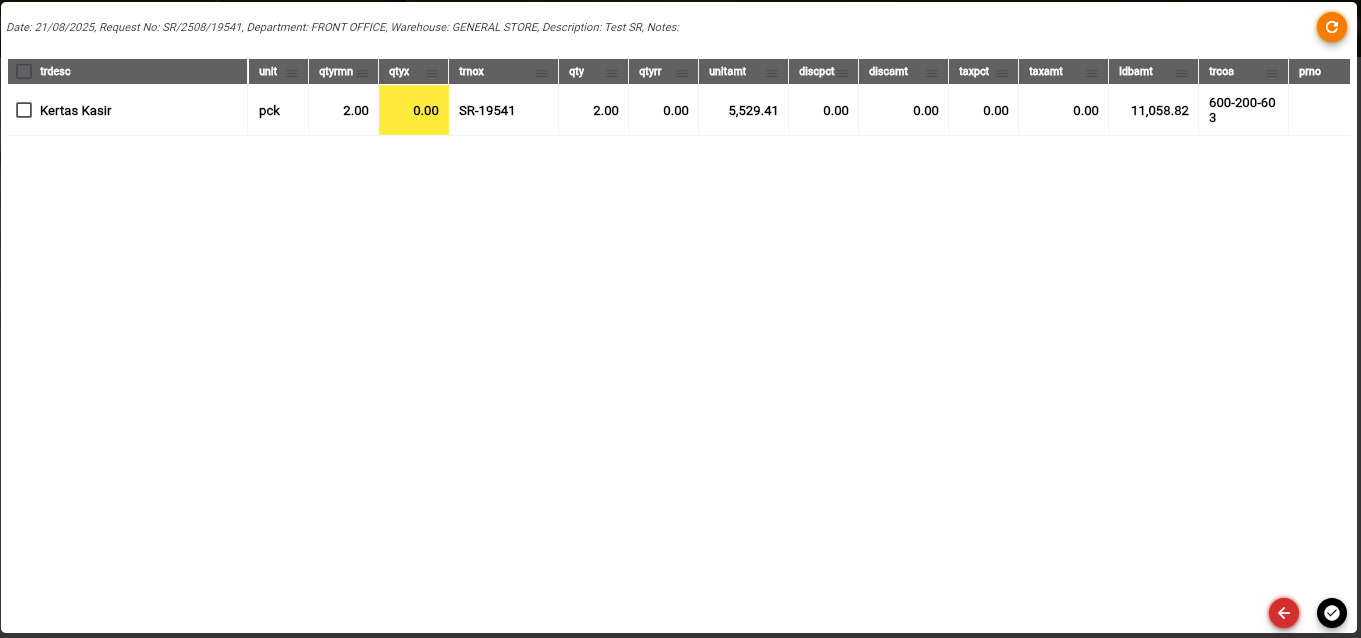 Date: 21/08/2025, Request No: SR/2508/19541, Department: FRONT OFFICE, Warehouse: GENERAL STORE, Description: Test SR, Notes:
trdesc unit qtyrmn qtyx trnox qty qtyrr unitamt discpct discamt taxpct taxamt ldbamt trcoa prno
Kertas Kasir pck 2.00 0.00 SR-19541 2.00 0.00 5,529.41 0.00 0.00 0.00 0.00 11,058.82 600-200-60
3